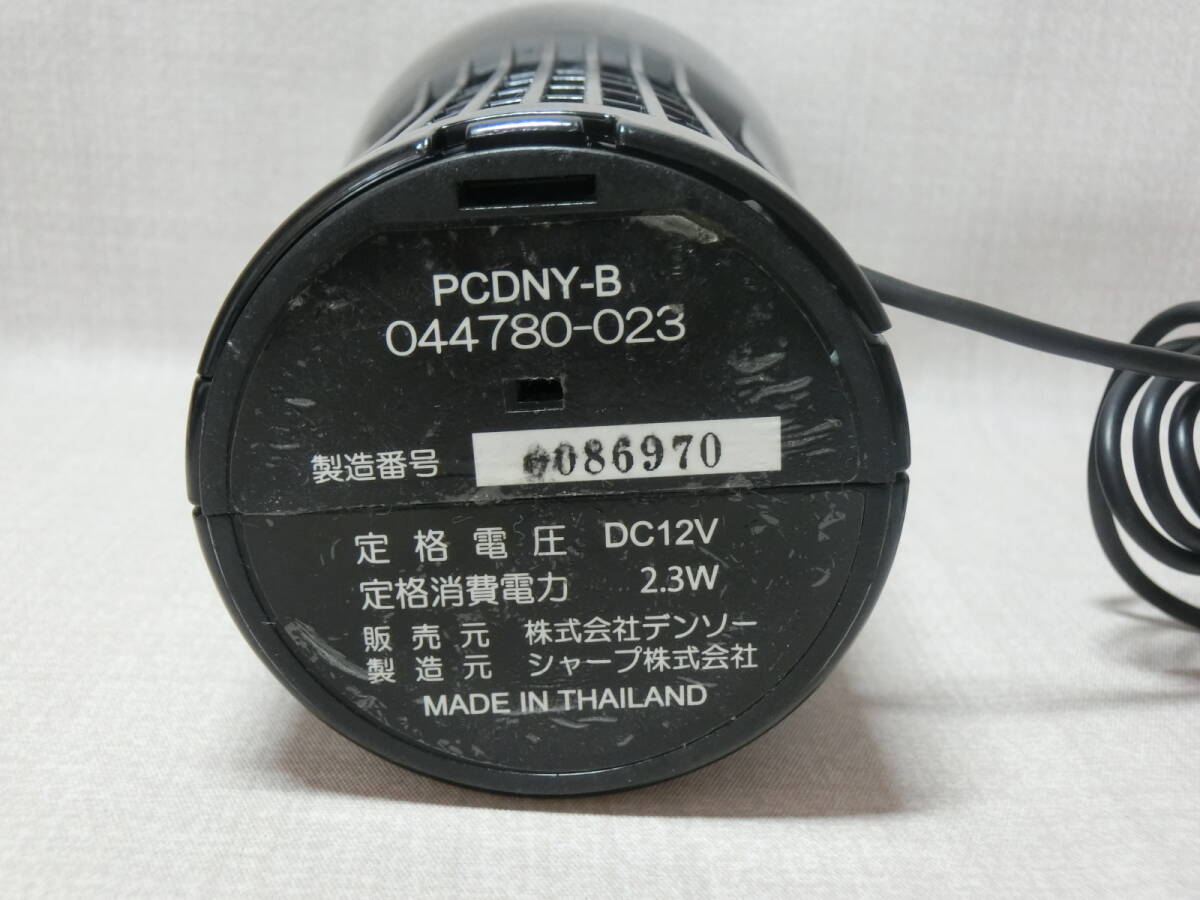 PCDNY-B
044780-023
製造番号 0086970
定格電圧 DC12V
定格消費電力 2.3W
販売元 株式会社デンソー
製造元 シャープ株式会社
MADE IN THAILAND